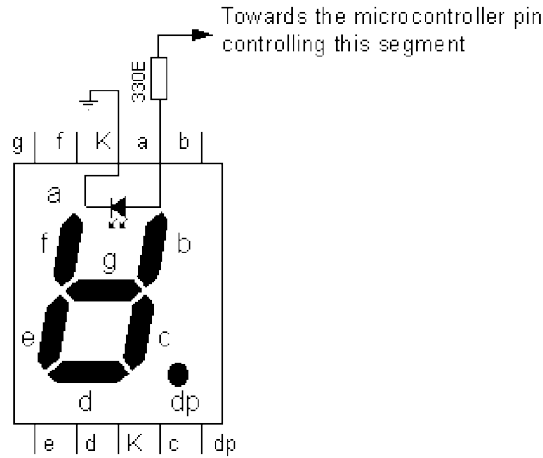 Towards the microcontroller pin
controlling this segment
330E
g f K a b
a
f b
g
e c
d dp
e d K c dp